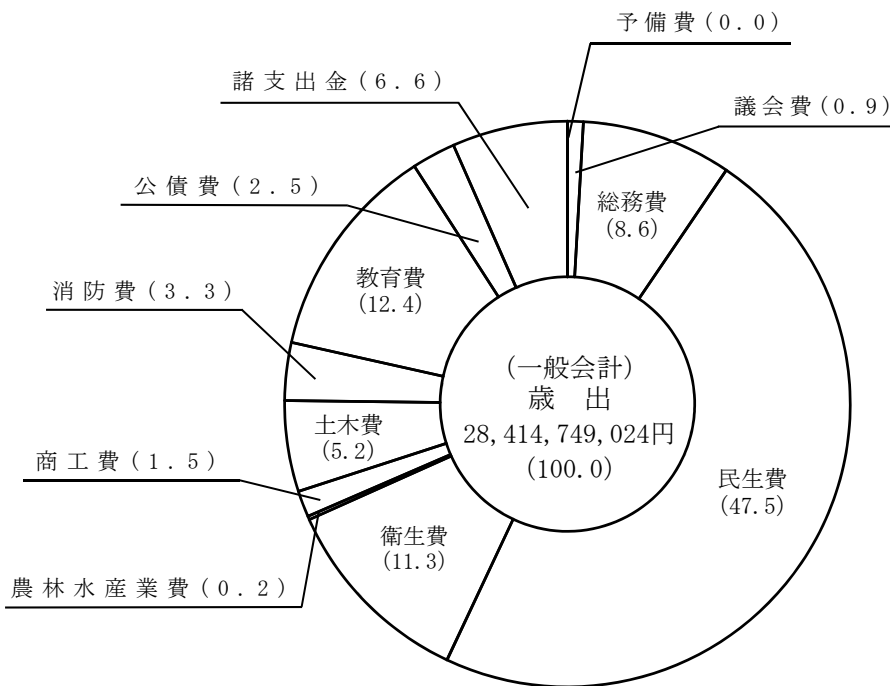 予備費(0.0)
諸支出金(6.6)
議会費(0.9)
公債費(2.5)
総務費
(8.6)
教育費
(12.4)
消防費(3.3)
(一般会計)
歳 出
28,414,749,024円
(100.0)
土木費
(5.2)
商工費(1.5)
民生費
(47.5)
衛生費
(11.3)
農林水産業費(0.2)